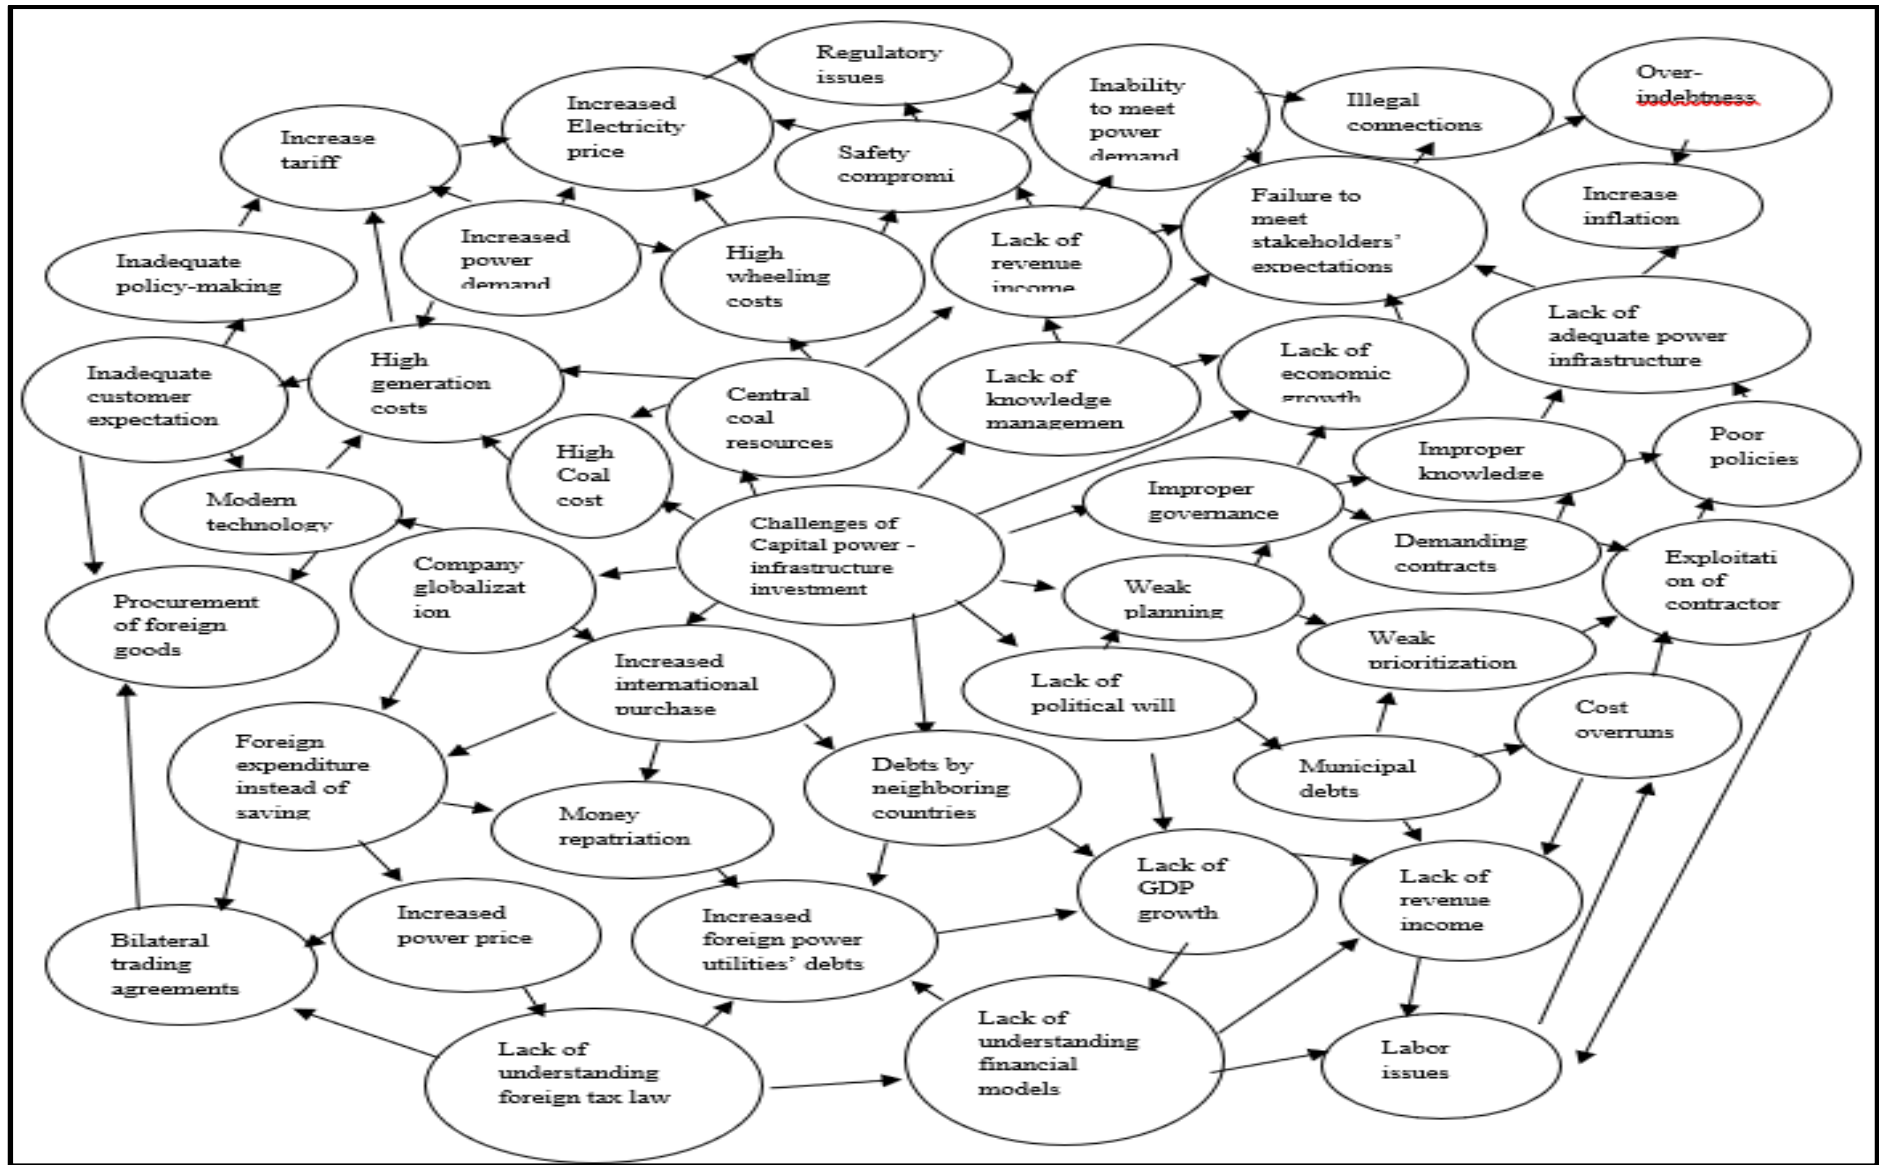 Regulatory
issues
Over-
indebtness
Inability
to meet
power
demand
Illegal
connections
Increased
Electricity
price
Increase
tariff
Safety
compromi
Failure to
meet
stakeholders'
expectations
Increase
inflation
Increased
power
demand
Lack of
revenue
income
High
wheeling
costs
Inadequate
policy-making
Lack of
adequate power
infrastructure
Lack of
economic
growth
High
generation
costs
Inadequate
customer
expectation
Lack of
knowledge
managemen
Central
coal
resources
Poor
policies
Improper
knowledge
High
Coal
cost
Improper
governance
Modern
technology
Challenges of
Capital power -
infrastructure
investment
Demanding
contracts
Exploitati
on of
contractor
Company
globalizat
ion
Weak
planning
Procurement
of foreign
goods
Weak
prioritization
Increased
international
purchase
Lack of
political will
Cost
overruns
Foreign
expenditure
instead of
saving
Debts by
neighboring
countries
Municipal
debts
Money
repatriation
Lack of
GDP
growth
Lack of
revenue
income
Increased
power price
Increased
foreign power
utilities' debts
Bilateral
trading
agreements
Lack of
understanding
financial
models
Labor
issues
Lack of
understanding
foreign tax law